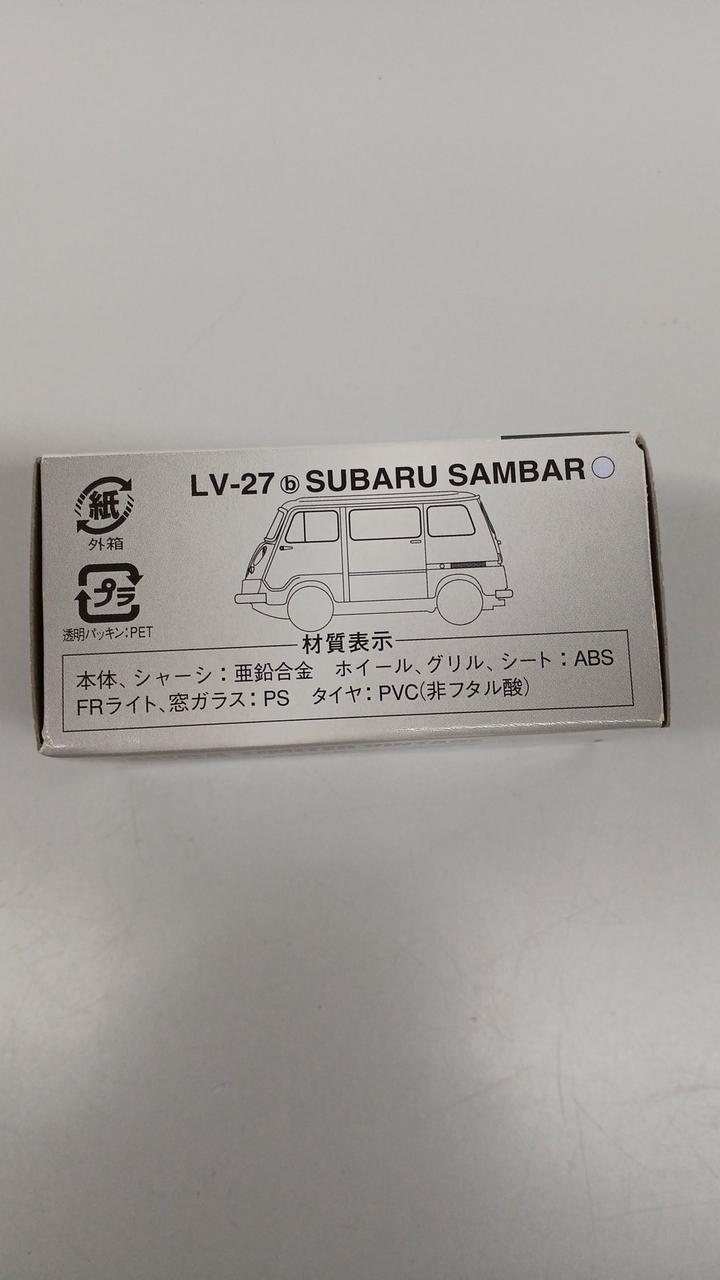 LV-27 ⓑ SUBARU SAMBAR
紙
外箱
プラ
透明パッキン:PET
材質表示
本体、シャーシ:亜鉛合金 ホイール、グリル、シート:ABS
FRライト、窓ガラス:PS タイヤ:PVC(非フタル酸)